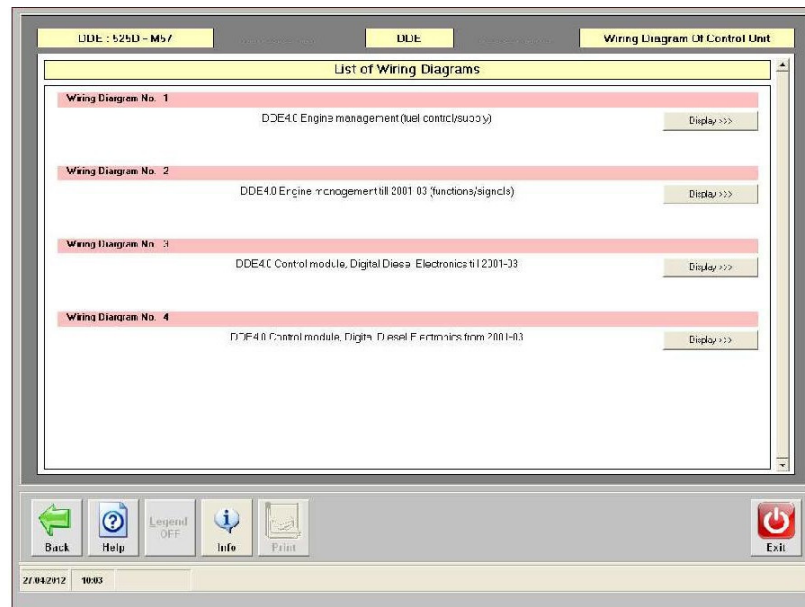 DDE : 525D - M57
DDE
Wiring Diagram Of Control Unit
List of Wiring Diagrams
Wiring Diargram No. 1
DDE4.0 Engine management (fuel control/supply)
Display >>>
Wiring Diargram No. 2
DDE4.0 Engine management till 2001-03 (functions/signals)
Display >>>
Wiring Diargram No. 3
DDE4.0 Control module, Digital Diesel Electronics till 2001-03
Display >>>
Wiring Diargram No. 4
DDE4.0 Control module, Digital Diesel Electronics from 2001-03
Display >>>
Back
Help
Legend
OFF
Info
Print
Exit
27.04.2012 10:03